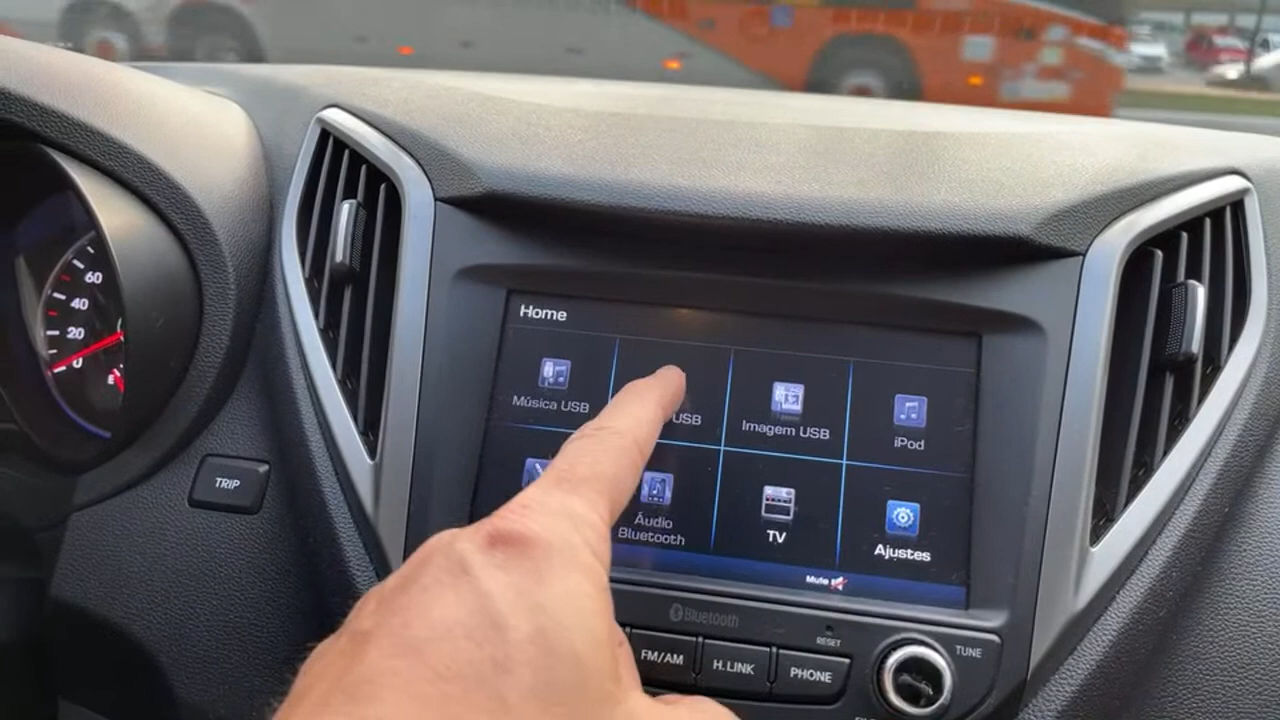 60
40
20
0
E
TRIP
Home
Música USB
USB
Imagem USB
iPod
Áudio
Bluetooth
TV
Ajustes
Mute
Bluetooth
RESET
FM/AM
H.LINK
PHONE
TUNE